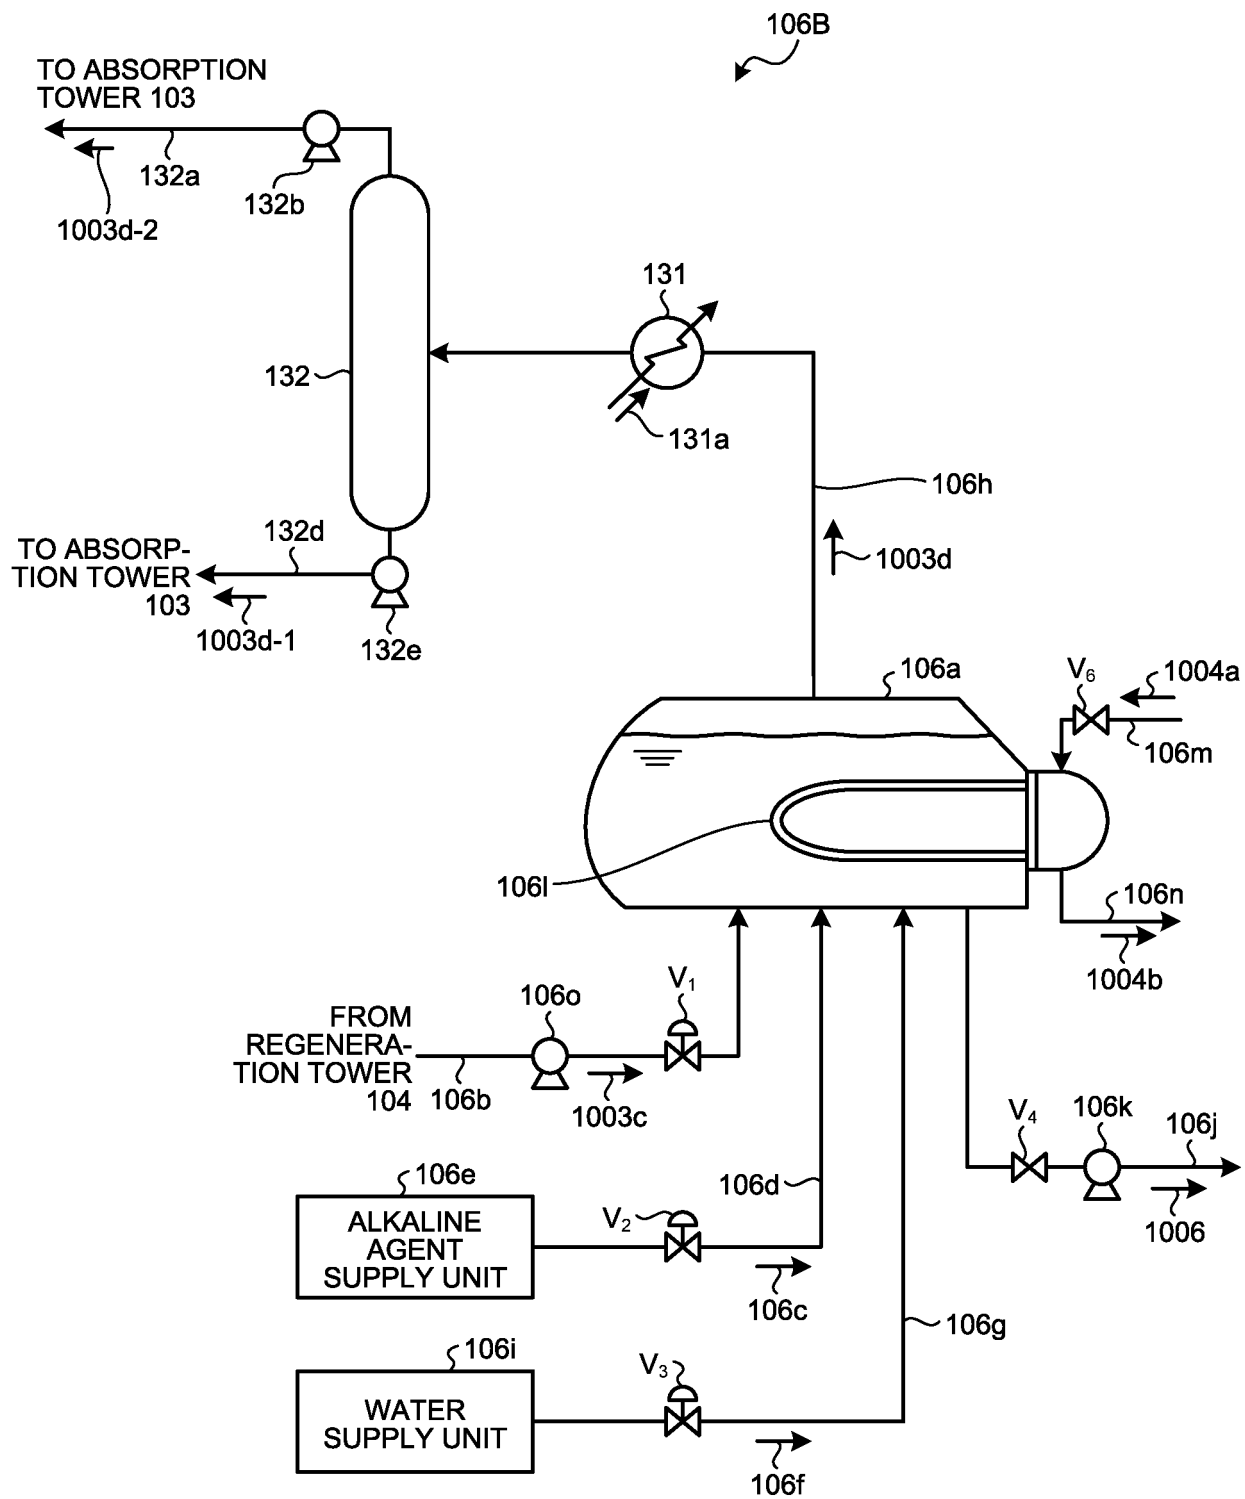 106B
TO ABSORPTION
TOWER 103
132a
132b
1003d-2
131
132
131a
106h
132d
TO ABSORP-
TION TOWER
103
1003d
1003d-1
132e
106a
V6
1004a
106m
106l
106n
1004b
V1
106o
FROM
REGENERA-
TION TOWER
104
106b
1003c
V4
106k
106j
106e
106d
ALKALINE
AGENT
SUPPLY UNIT
V2
1006
106c
106g
106i
V3
WATER
SUPPLY UNIT
106f